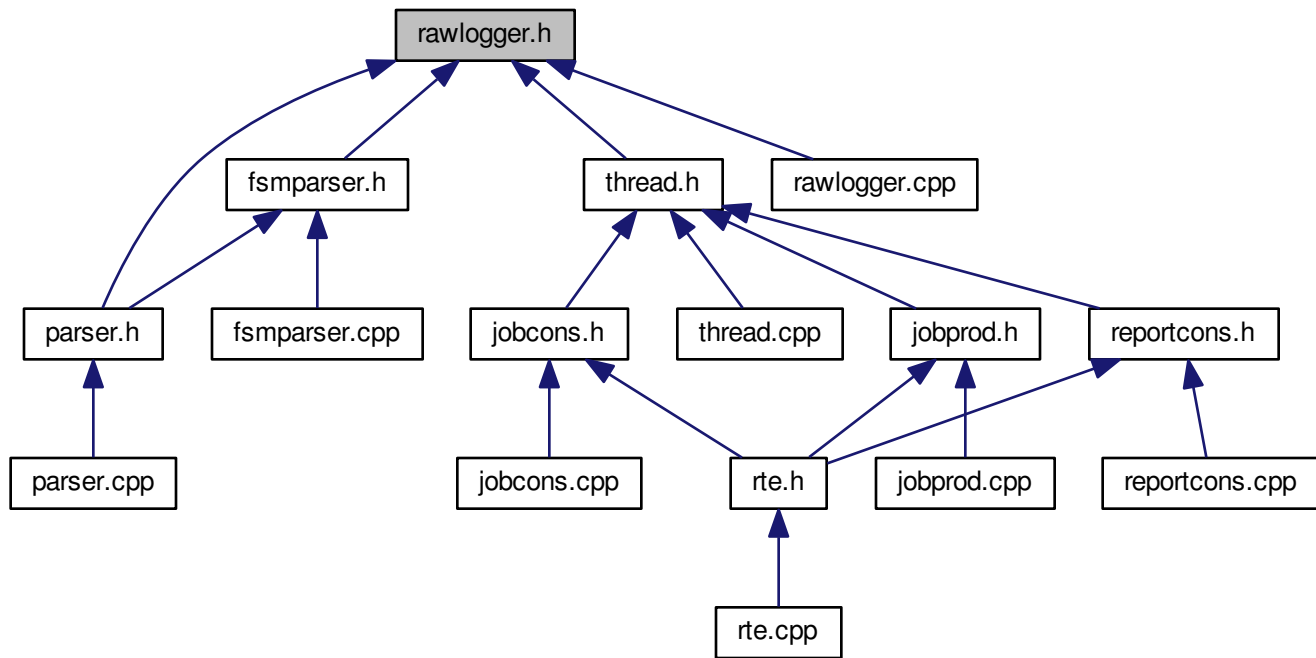 rawlogger.h
fsmparser.h
thread.h
rawlogger.cpp
parser.h
fsmparser.cpp
jobcons.h
thread.cpp
jobprod.h
reportcons.h
parser.cpp
jobcons.cpp
rte.h
jobprod.cpp
reportcons.cpp
rte.cpp